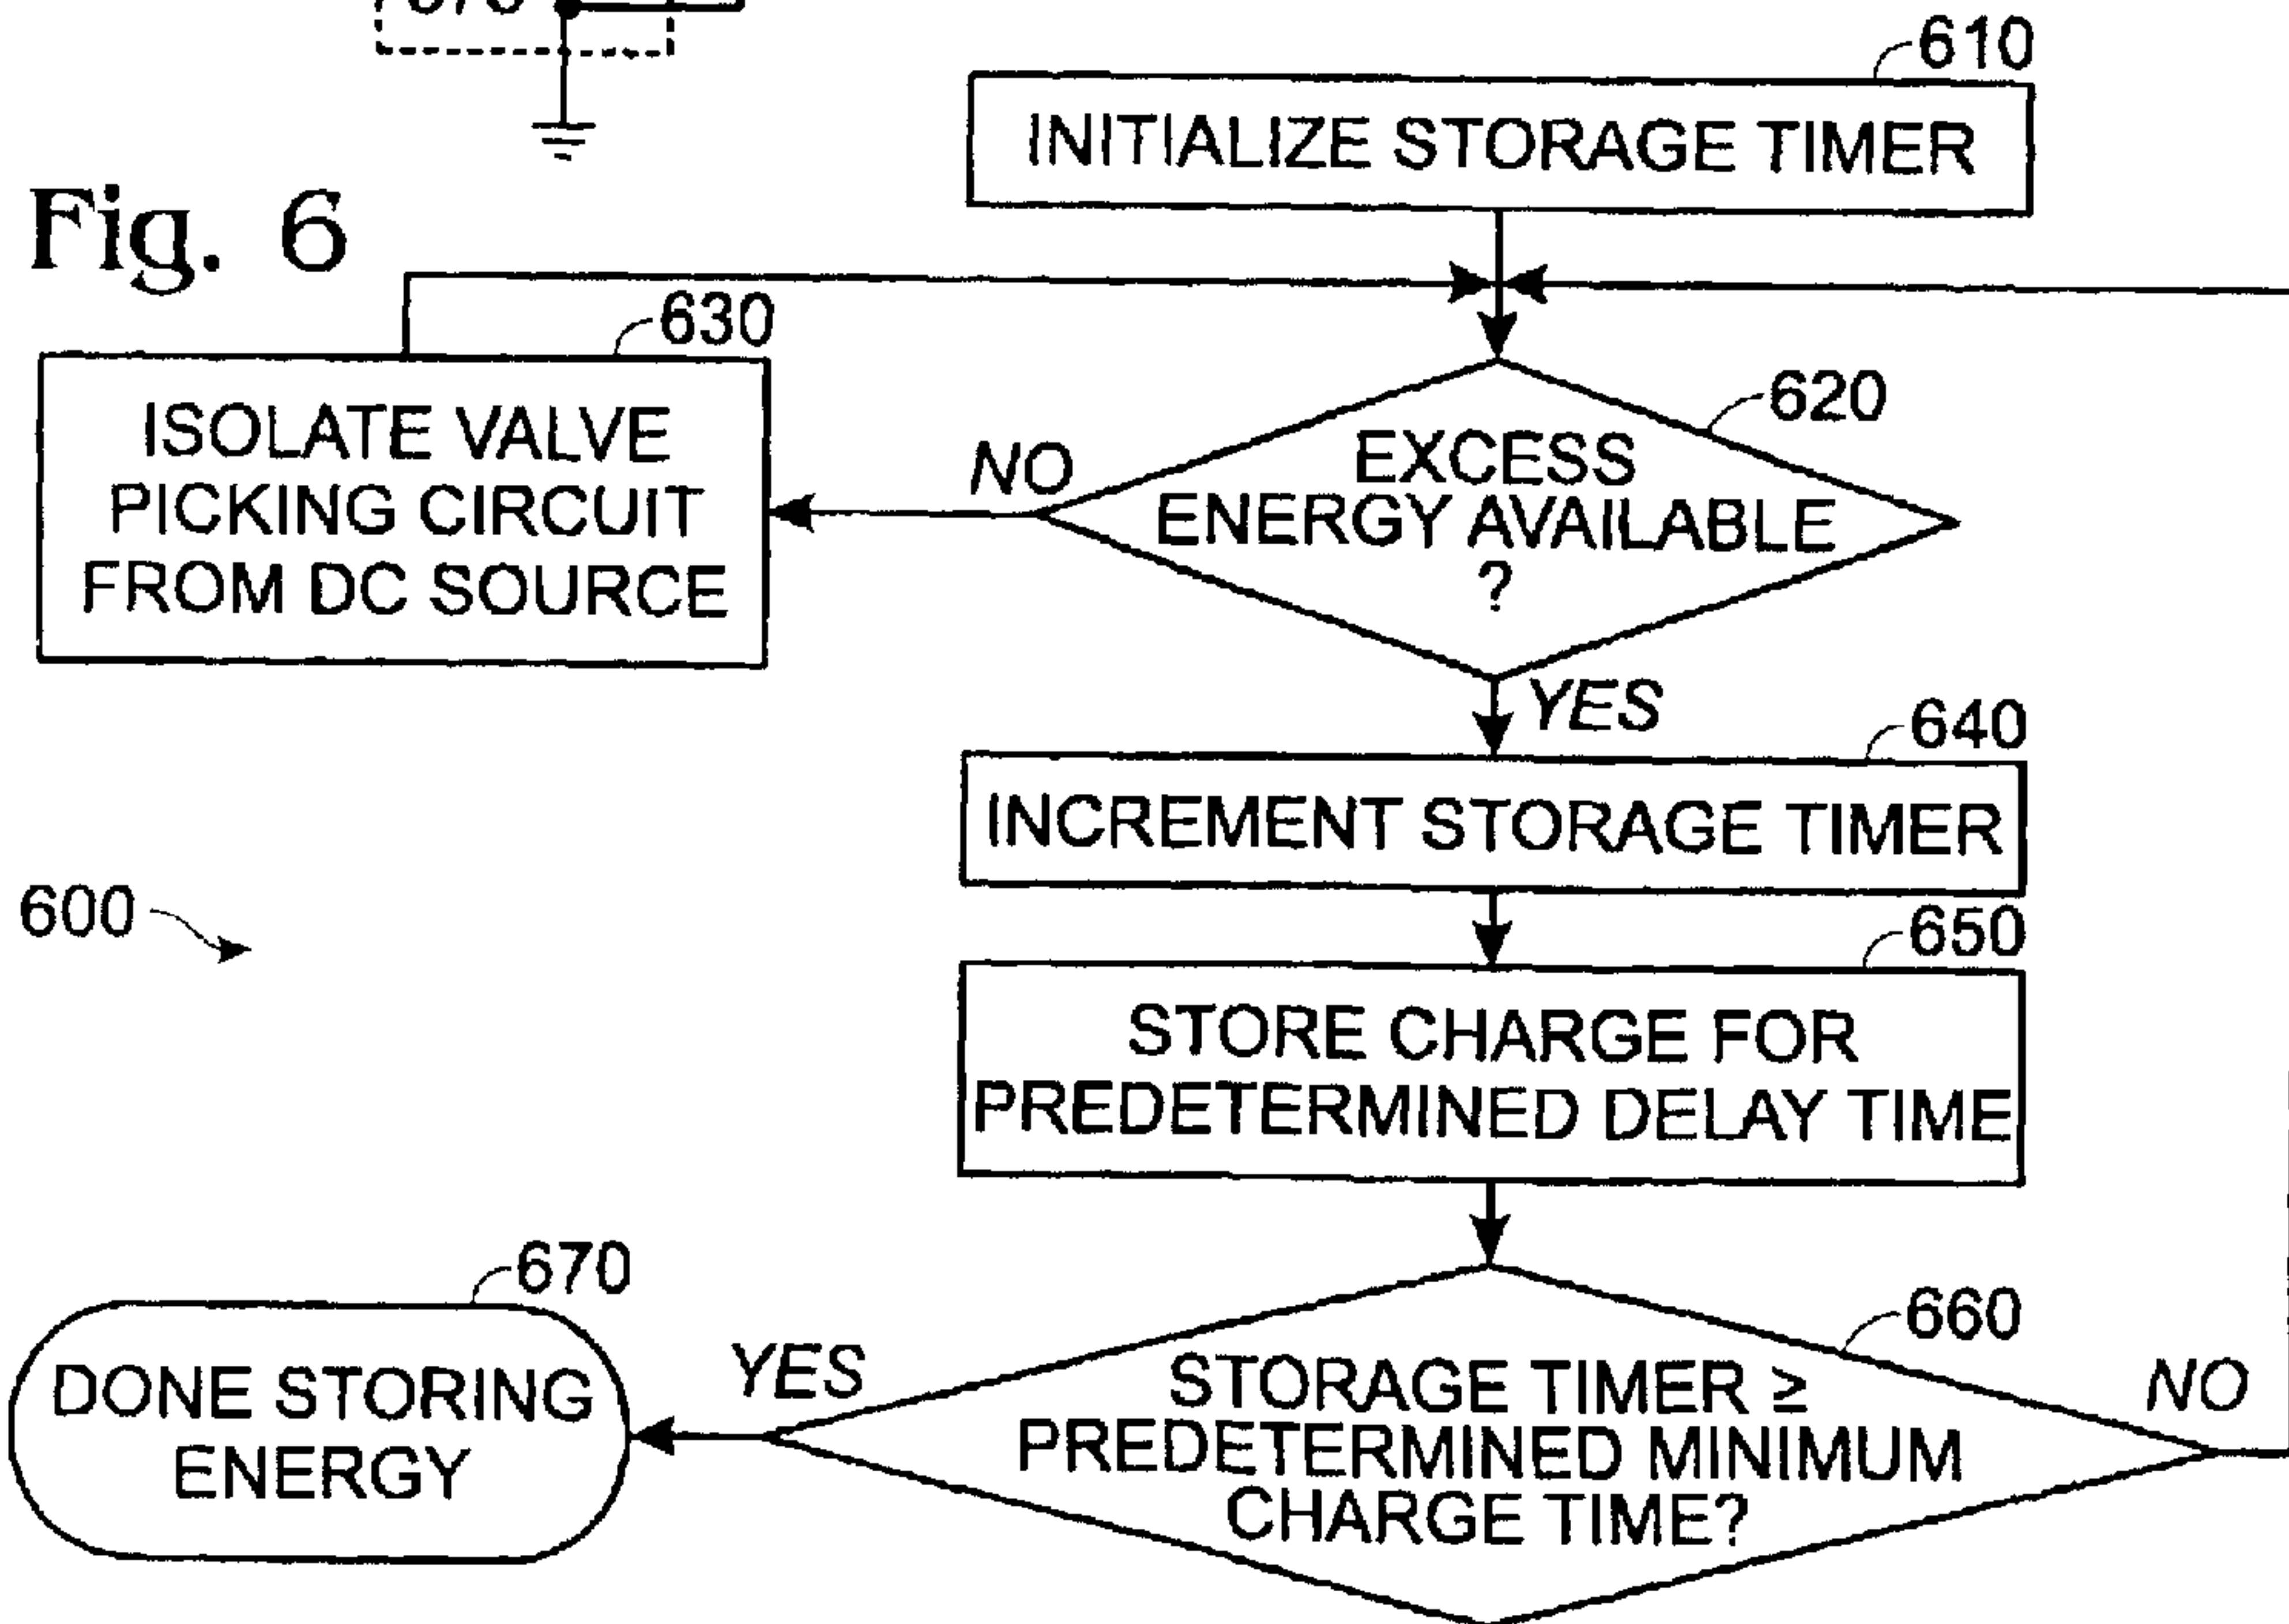 610
INITIALIZE STORAGE TIMER
Fig. 6
630
ISOLATE VALVE
PICKING CIRCUIT
FROM DC SOURCE
620
NO
EXCESS
ENERGY AVAILABLE
?
YES
640
INCREMENT STORAGE TIMER
600
650
STORE CHARGE FOR
PREDETERMINED DELAY TIME
670
DONE STORING
ENERGY
YES
660
STORAGE TIMER ≥
PREDETERMINED MINIMUM
CHARGE TIME?
NO